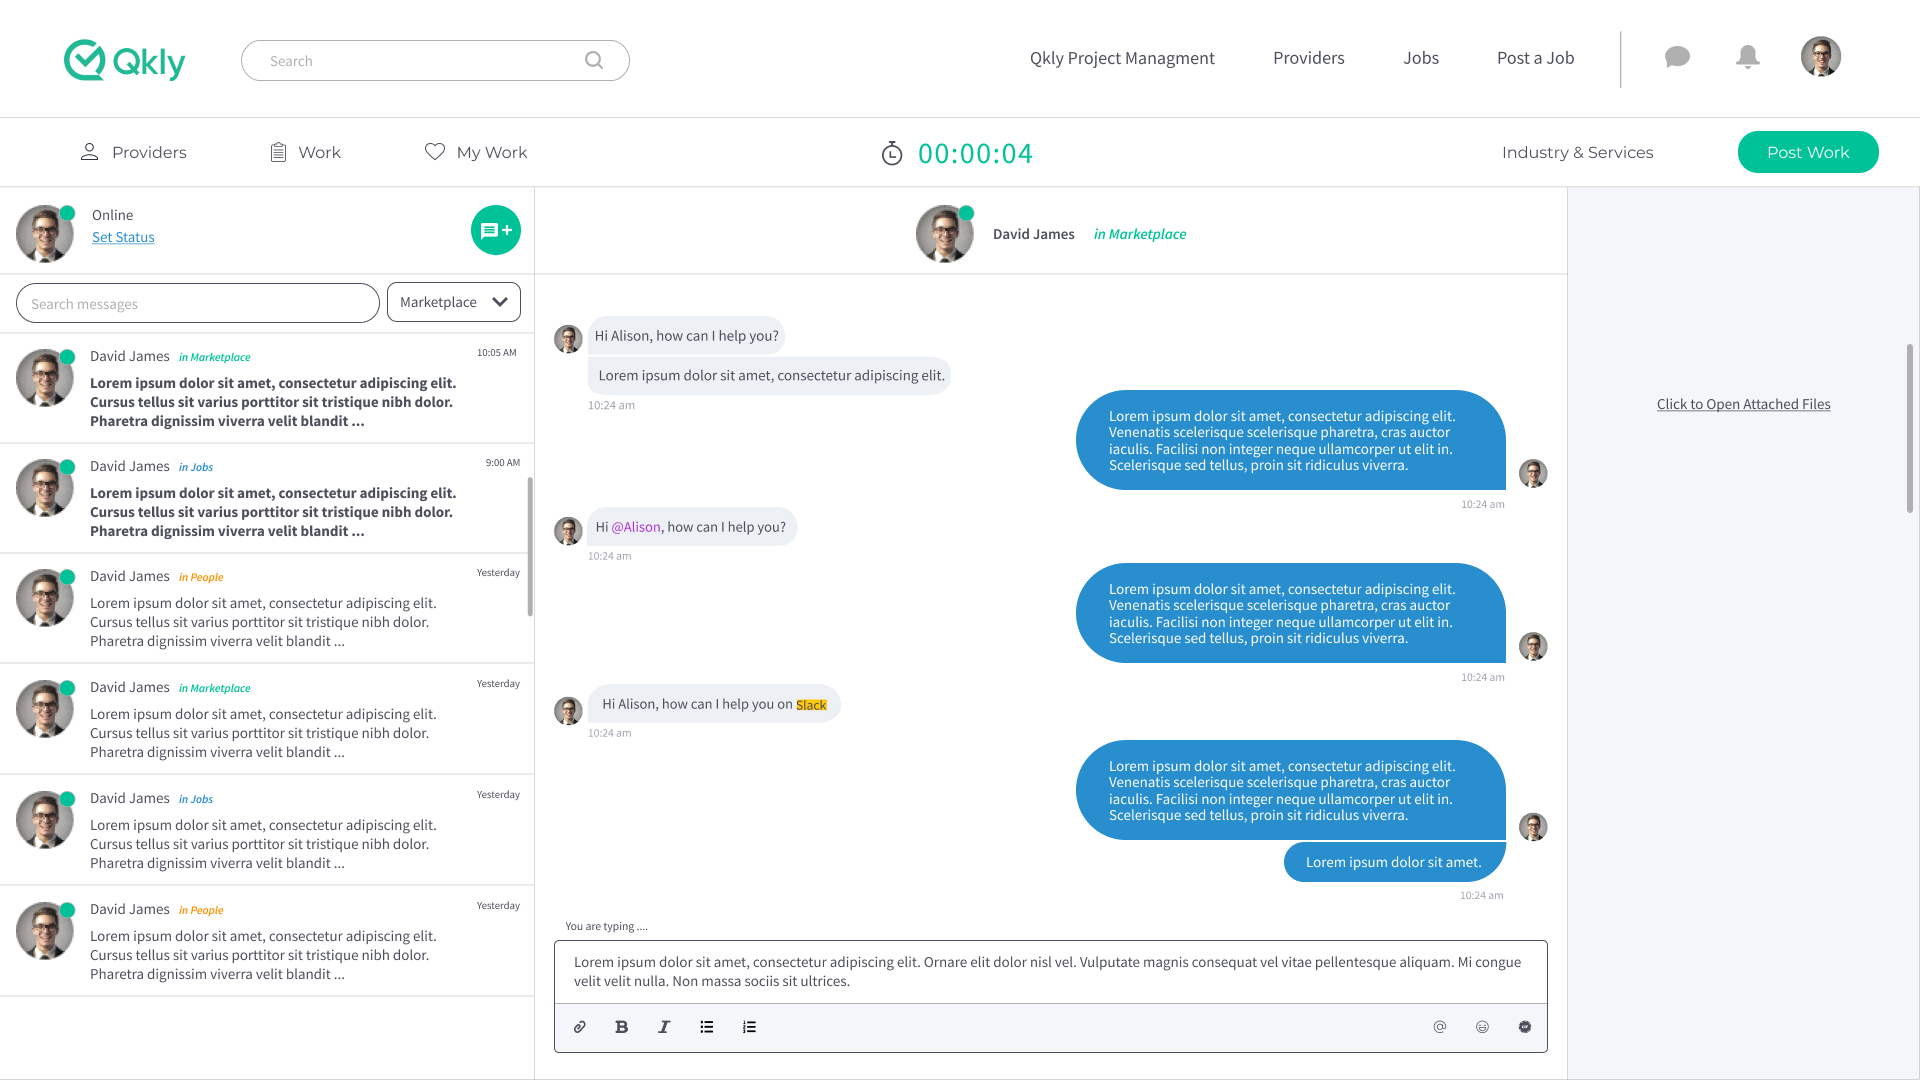 Qkly
Search
Qkly Project Managment
Providers
Jobs
Post a Job
Providers
Work
My Work
00:00:04
Industry & Services
Post Work
Online
Set Status
Search messages
Marketplace
David James in Marketplace
10:05 AM
Lorem ipsum dolor sit amet, consectetur adipiscing elit.
Cursus tellus sit varius porttitor sit tristique nibh dolor.
Pharetra dignissim viverra velit blandit ...
David James in Jobs
9:00 AM
Lorem ipsum dolor sit amet, consectetur adipiscing elit.
Cursus tellus sit varius porttitor sit tristique nibh dolor.
Pharetra dignissim viverra velit blandit ...
David James in People
Yesterday
Lorem ipsum dolor sit amet, consectetur adipiscing elit.
Cursus tellus sit varius porttitor sit tristique nibh dolor.
Pharetra dignissim viverra velit blandit ...
David James in Marketplace
Yesterday
Lorem ipsum dolor sit amet, consectetur adipiscing elit.
Cursus tellus sit varius porttitor sit tristique nibh dolor.
Pharetra dignissim viverra velit blandit ...
David James in Jobs
Yesterday
Lorem ipsum dolor sit amet, consectetur adipiscing elit.
Cursus tellus sit varius porttitor sit tristique nibh dolor.
Pharetra dignissim viverra velit blandit ...
David James in People
Yesterday
Lorem ipsum dolor sit amet, consectetur adipiscing elit.
Cursus tellus sit varius porttitor sit tristique nibh dolor.
Pharetra dignissim viverra velit blandit ...
David James in Marketplace
Hi Alison, how can I help you?
Lorem ipsum dolor sit amet, consectetur adipiscing elit.
10:24 am
Lorem ipsum dolor sit amet, consectetur adipiscing elit.
Venenatis scelerisque scelerisque pharetra, cras auctor
iaculis. Facilisi non integer neque ullamcorper ut elit in.
Scelerisque sed tellus, proin sit ridiculus viverra.
10:24 am
Hi @Alison, how can I help you?
10:24 am
Lorem ipsum dolor sit amet, consectetur adipiscing elit.
Venenatis scelerisque scelerisque pharetra, cras auctor
iaculis. Facilisi non integer neque ullamcorper ut elit in.
Scelerisque sed tellus, proin sit ridiculus viverra.
10:24 am
Hi Alison, how can I help you on Slack
10:24 am
Lorem ipsum dolor sit amet, consectetur adipiscing elit.
Venenatis scelerisque scelerisque pharetra, cras auctor
iaculis. Facilisi non integer neque ullamcorper ut elit in.
Scelerisque sed tellus, proin sit ridiculus viverra.
Lorem ipsum dolor sit amet.
10:24 am
You are typing ....
Lorem ipsum dolor sit amet, consectetur adipiscing elit. Ornare elit dolor nisl vel. Vulputate magnis consequat vel vitae pellentesque aliquam. Mi congue
velit velit nulla. Non massa sociis sit ultrices.
B I @
Click to Open Attached Files